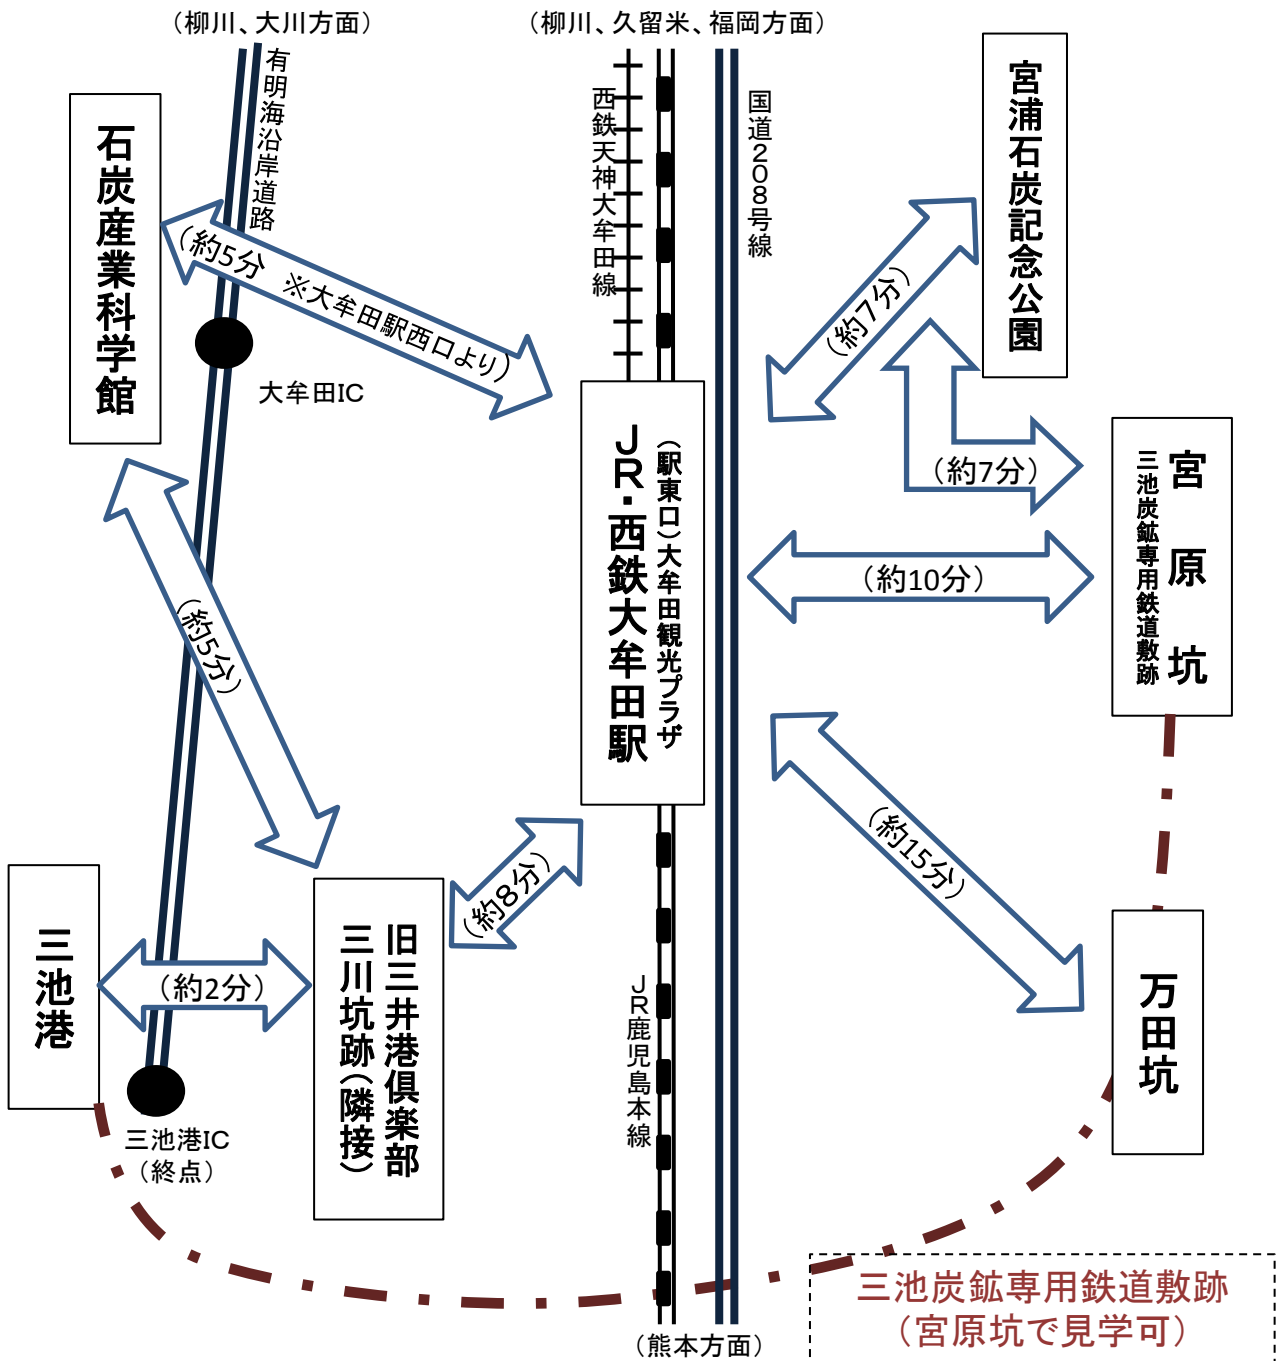 （柳川、大川方面）
（柳川、久留米、福岡方面）
有明海沿岸道路
西鉄天神大牟田線
国道２０８号線
宮浦石炭記念公園
石炭産業科学館
（約5分　※大牟田駅西口より）
（約7分）
大牟田IC
（約7分）
（駅東口）大牟田観光プラザ
ＪＲ・西鉄大牟田駅
宮原坑
三池炭鉱専用鉄道敷跡
（約10分）
（約5分）
（約15分）
（約8分）
三池港
（約2分）
旧三井港倶楽部
三川坑跡（隣接）
ＪＲ鹿児島本線
万田坑
三池港IC
（終点）
三池炭鉱専用鉄道敷跡
（宮原坑で見学可）
（熊本方面）